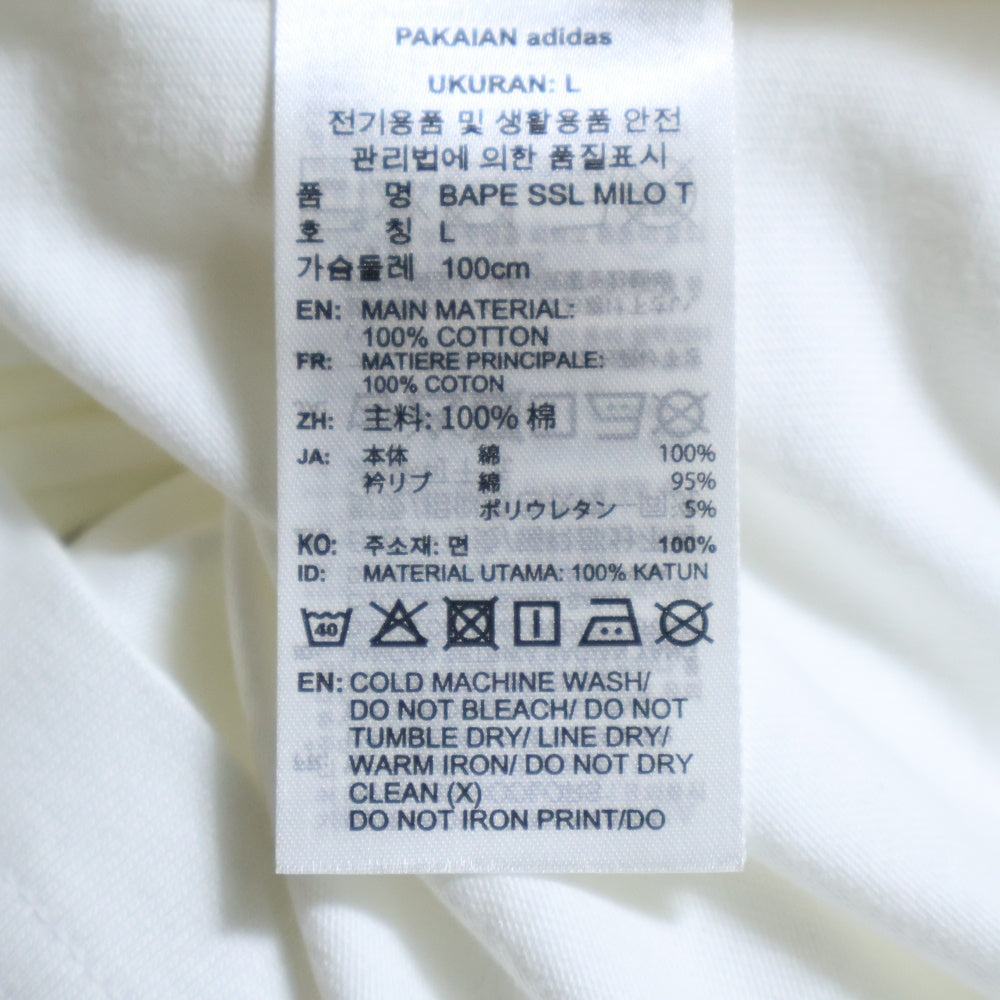 PAKAIAN adidas
UKURAN: L
전기용품 및 생활용품 안전
관리법에 의한 품질표시
품 명 BAPE SSL MILO T
호 칭 L
가슴둘레 100cm
EN: MAIN MATERIAL:
100% COTTON
FR: MATIERE PRINCIPALE:
100% COTON
ZH: 主料: 100% 棉
JA: 本体 綿 100%
衿リブ 綿 95%
ポリウレタン 5%
KO: 주소재: 면 100%
ID: MATERIAL UTAMA: 100% KATUN
40
EN: COLD MACHINE WASH/
DO NOT BLEACH/ DO NOT
TUMBLE DRY/ LINE DRY/
WARM IRON/ DO NOT DRY
CLEAN (X)
DO NOT IRON PRINT/DO